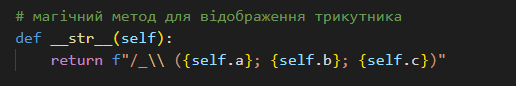 # магічний метод для відображення трикутника
def __str__(self):
    return f"/_\\ ({self.a}; {self.b}; {self.c})"